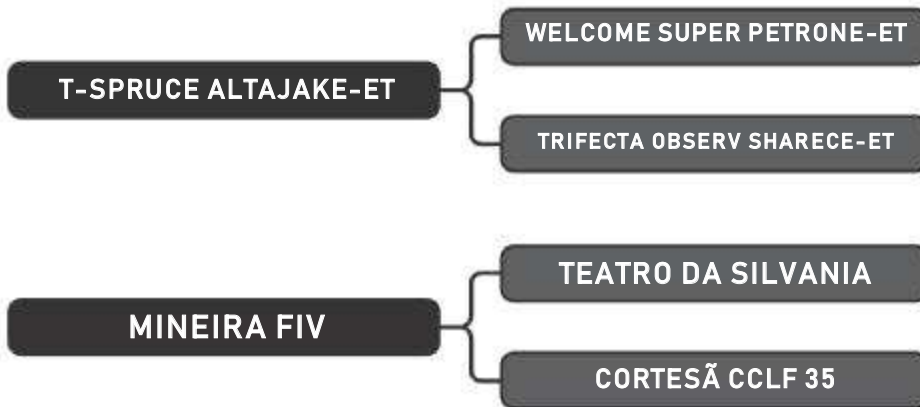 WELCOME SUPER PETRONE-ET
T-SPRUCE ALTAJAKE-ET
TRIFECTA OBSERV SHARECE-ET
TEATRO DA SILVANIA
MINEIRA FIV
CORTESÃ CCLF 35